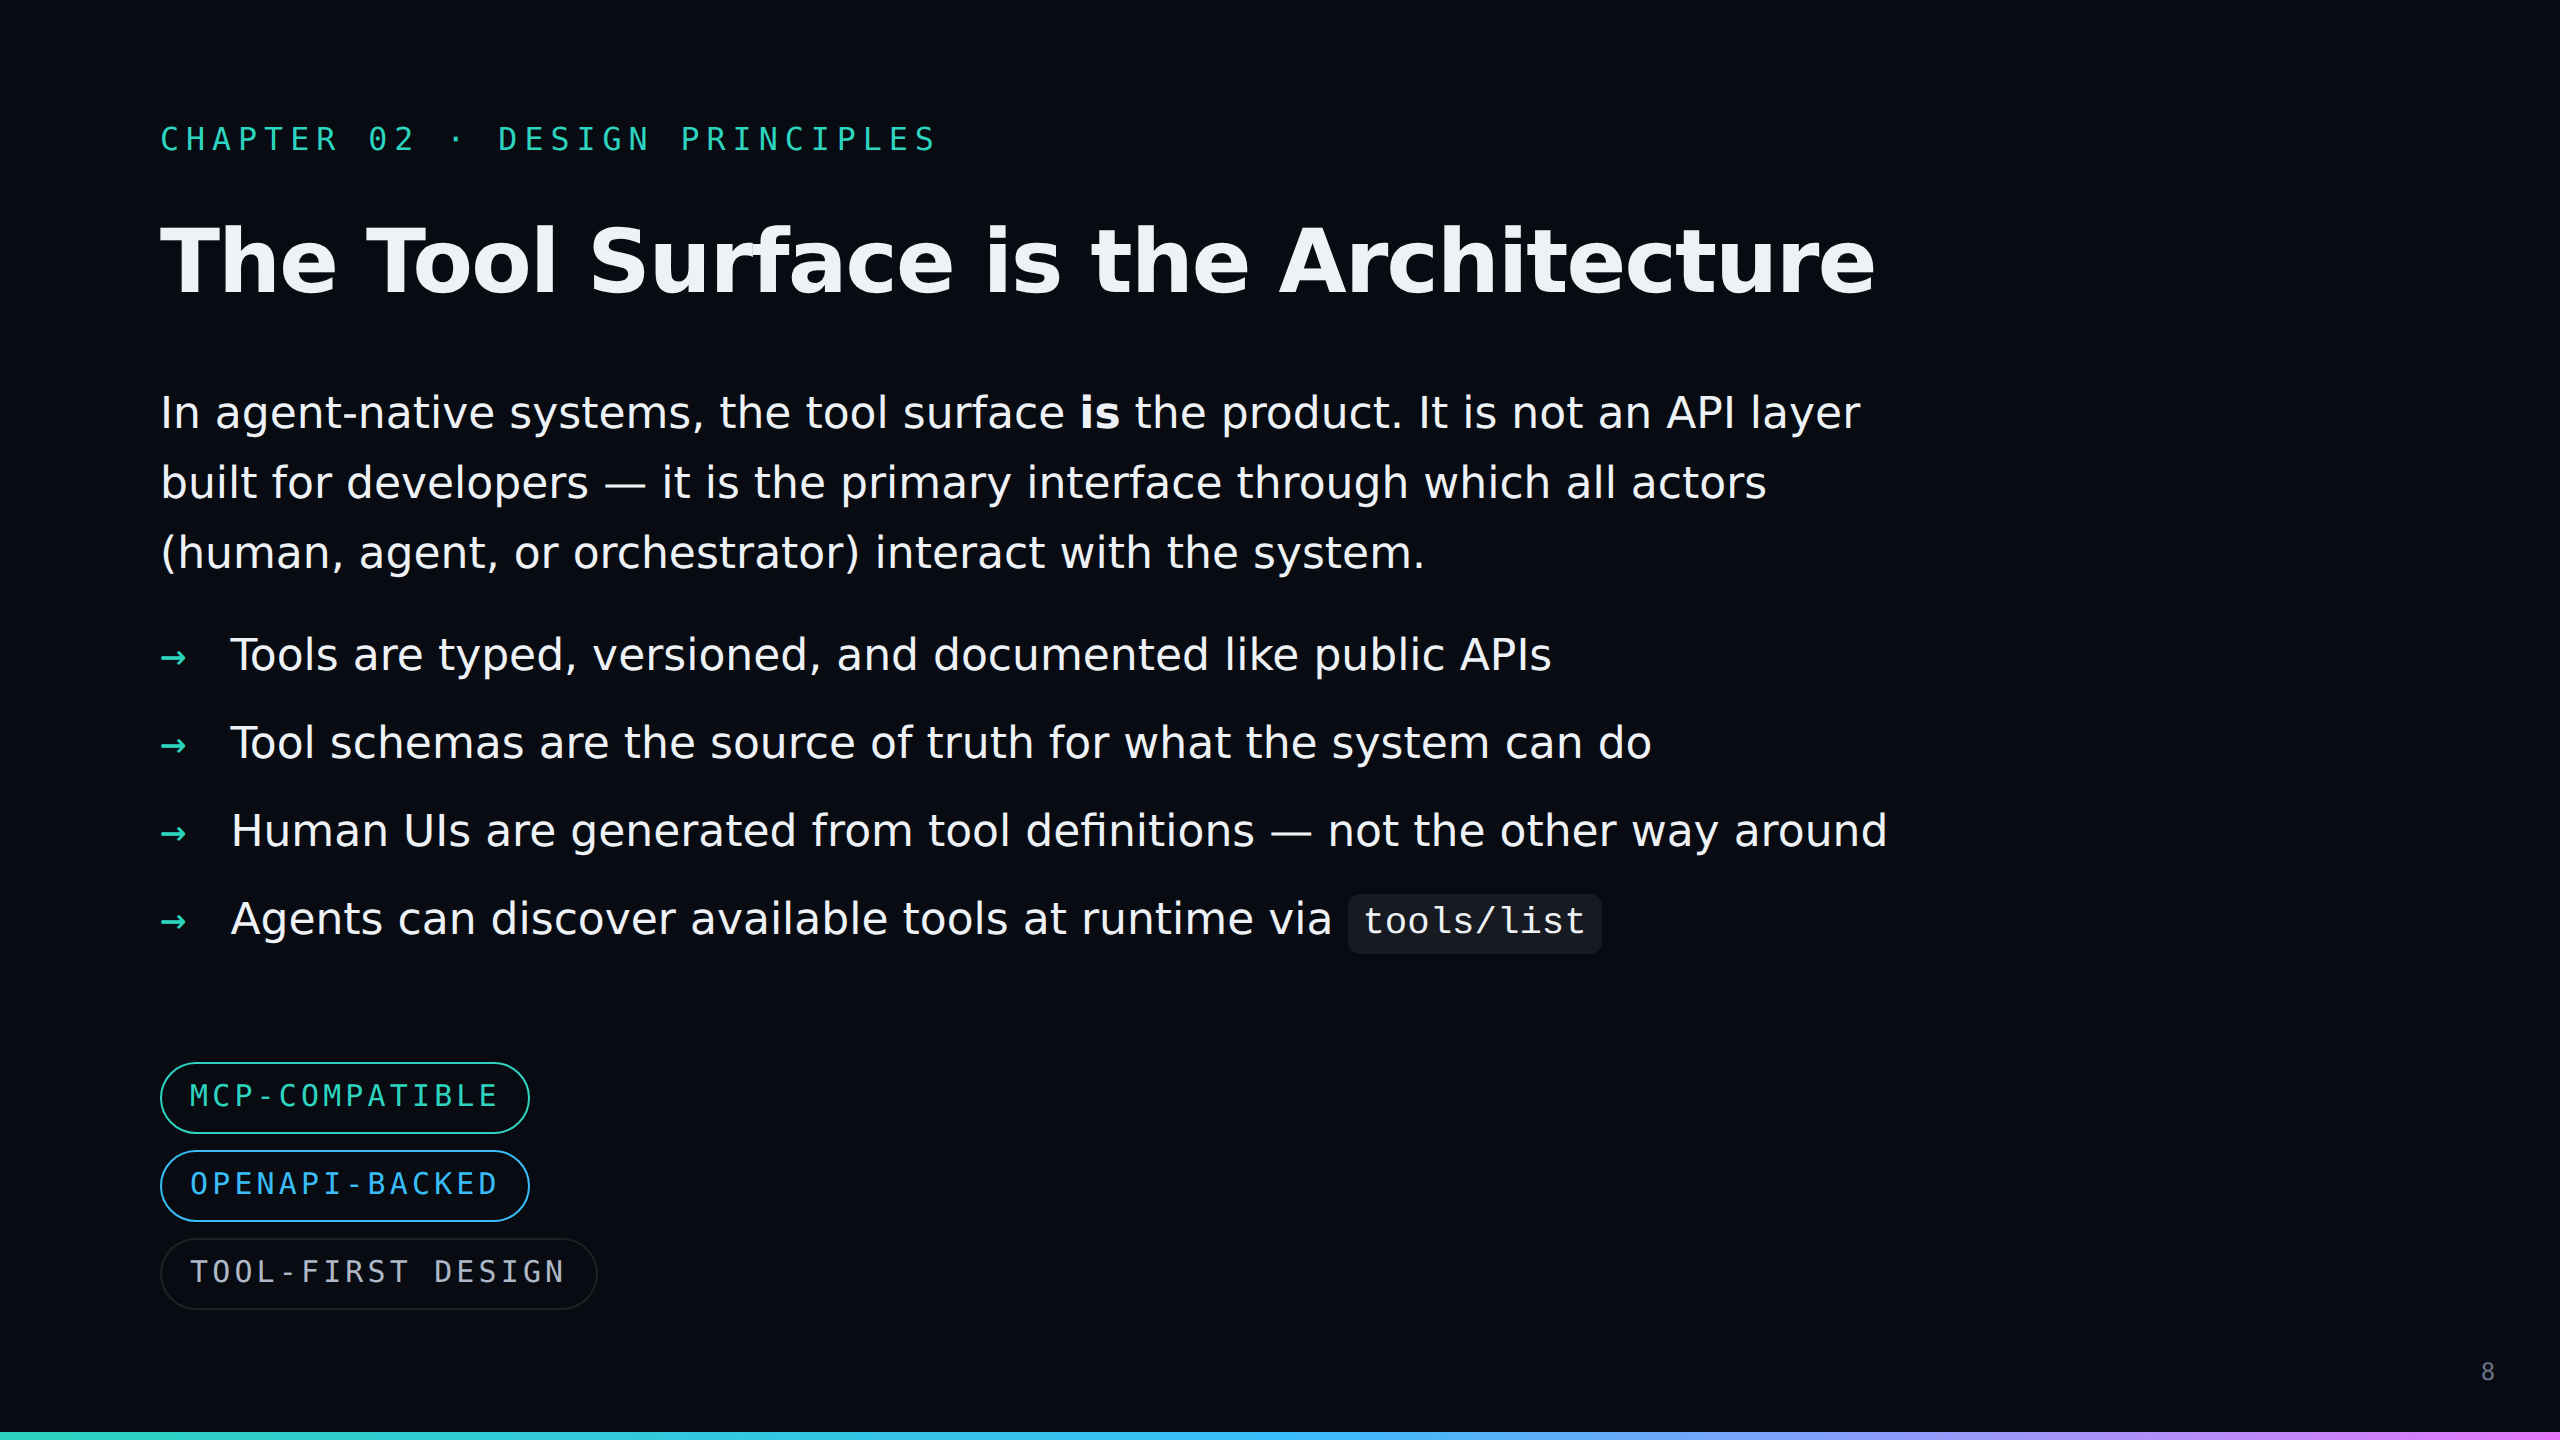 CHAPTER 02 · DESIGN PRINCIPLES
The Tool Surface is the Architecture
In agent-native systems, the tool surface is the product. It is not an API layer
built for developers — it is the primary interface through which all actors
(human, agent, or orchestrator) interact with the system.
→ Tools are typed, versioned, and documented like public APIs
→ Tool schemas are the source of truth for what the system can do
→ Human UIs are generated from tool definitions — not the other way around
→ Agents can discover available tools at runtime via tools/list
MCP-COMPATIBLE
OPENAPI-BACKED
TOOL-FIRST DESIGN
8